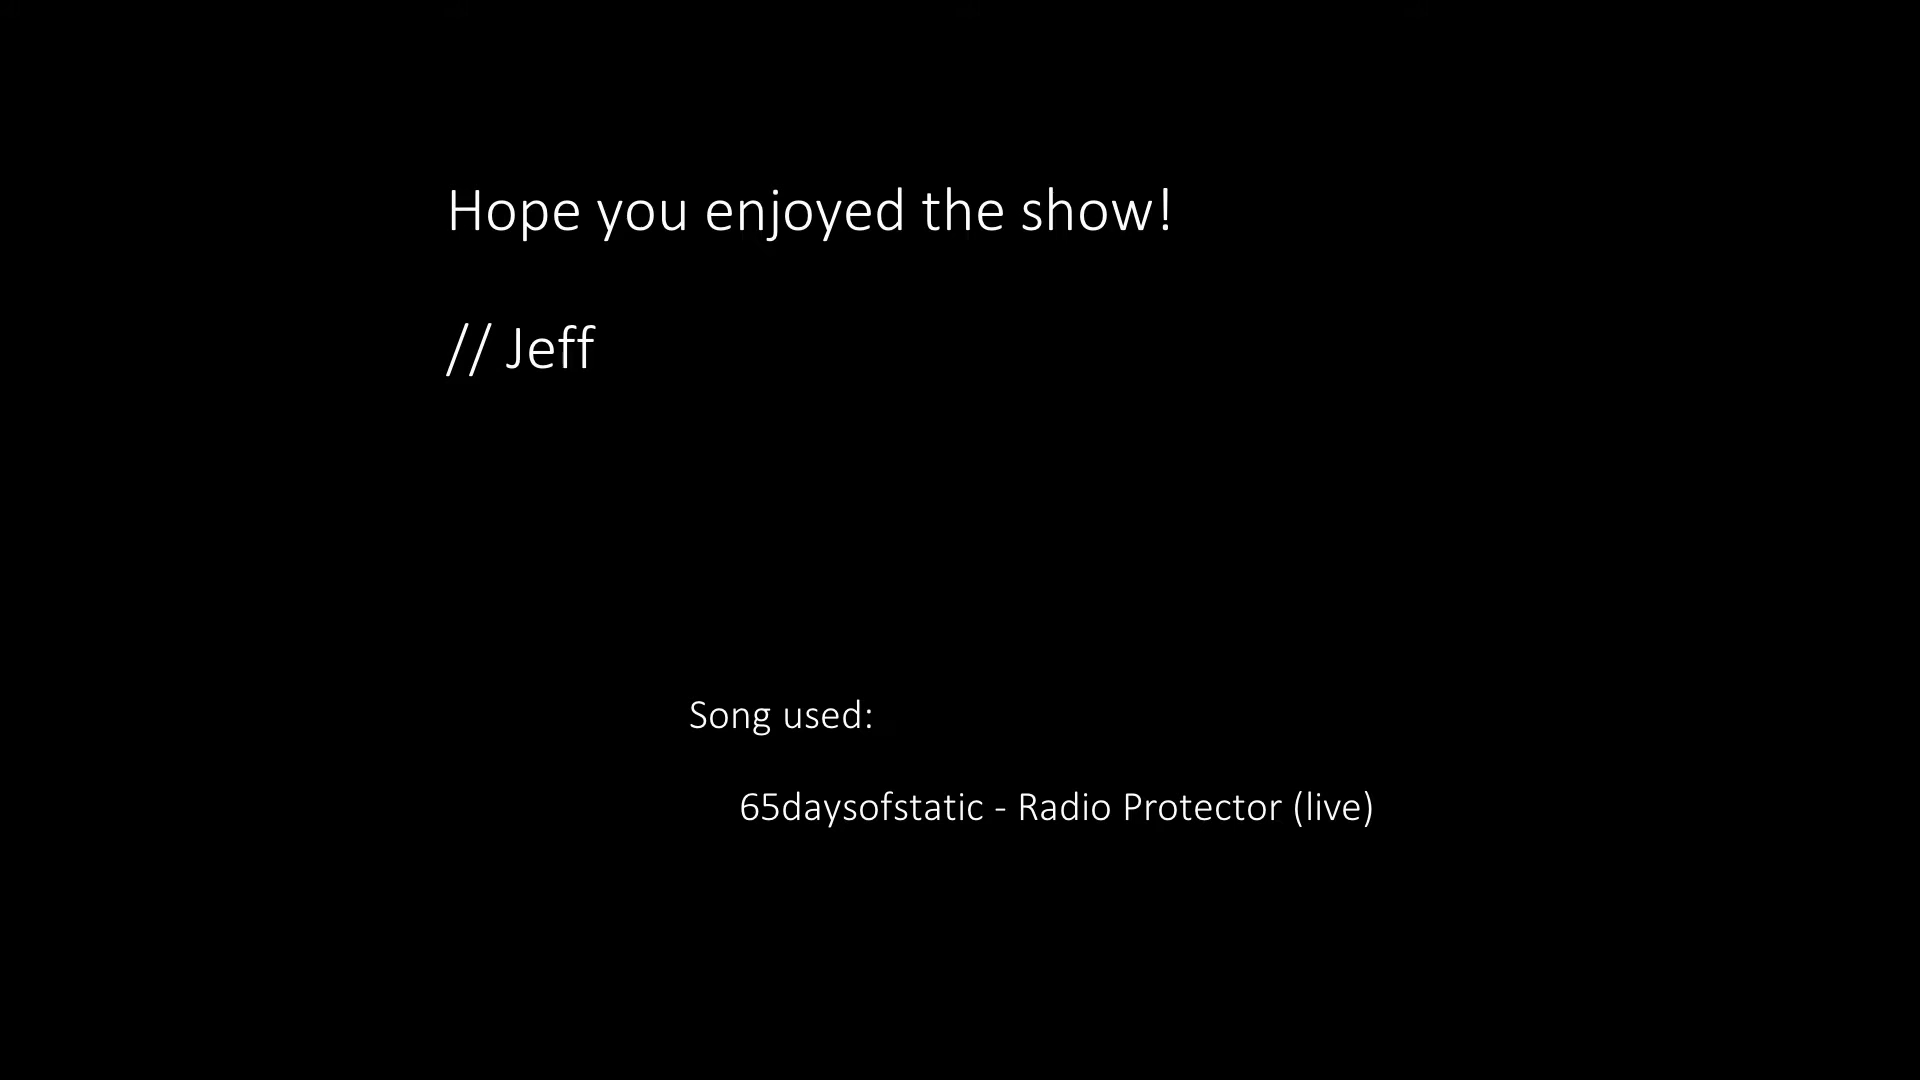 Hope you enjoyed the show!
// Jeff
Song used:
65daysofstatic - Radio Protector (live)